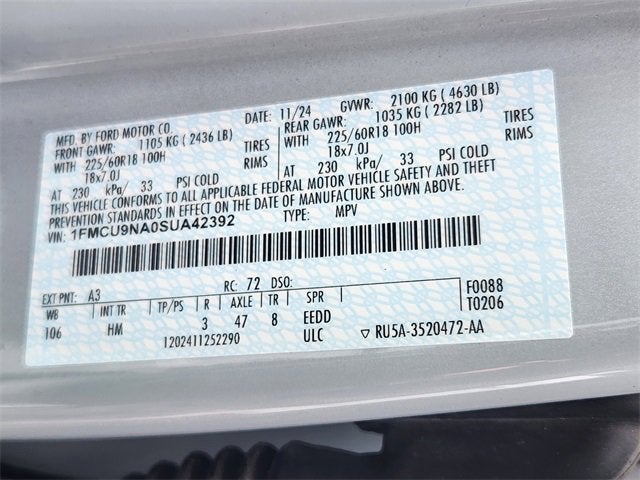 MFD. BY FORD MOTOR CO. DATE: 11/24 GVWR: 2100 KG ( 4630 LB)
FRONT GAWR: 1105 KG ( 2436 LB) REAR GAWR: 1035 KG ( 2282 LB)
WITH 225/60R18 100H TIRES WITH 225/60R18 100H TIRES
18x7.0J RIMS 18x7.0J RIMS
AT 230 kPa/ 33 PSI COLD AT 230 kPa/ 33 PSI COLD
THIS VEHICLE CONFORMS TO ALL APPLICABLE FEDERAL MOTOR VEHICLE SAFETY AND THEFT
PREVENTION STANDARDS IN EFFECT ON THE DATE OF MANUFACTURE SHOWN ABOVE.
VIN: 1FMCU9NA0SUA42392 TYPE: MPV
EXT PNT: A3 RC: 72 DSO: F0088
WB INT TR TP/PS R AXLE TR SPR T0206
106 HM 3 47 8 EEDD
1202411252290 ULC ▽ RU5A-3520472-AA